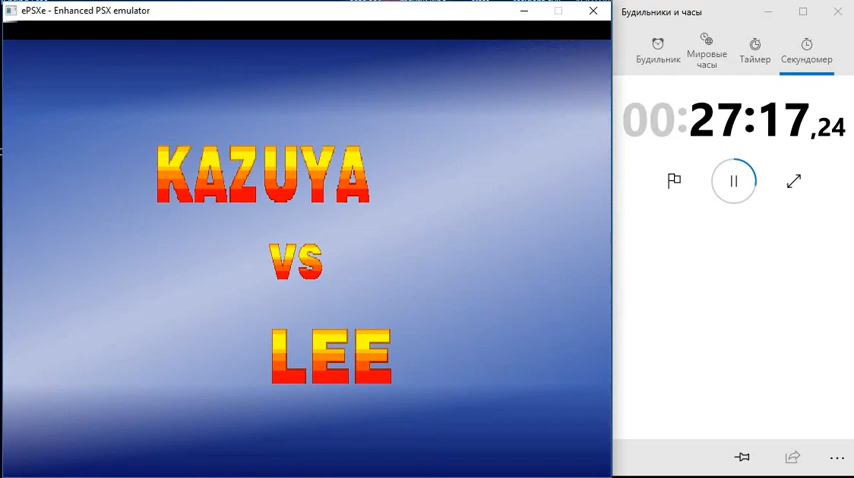 ePSXe - Enhanced PSX emulator
KAZUYA
VS
LEE
Будильники и часы
Будильник
Мировые часы
Таймер
Секундомер
00:27:17,24